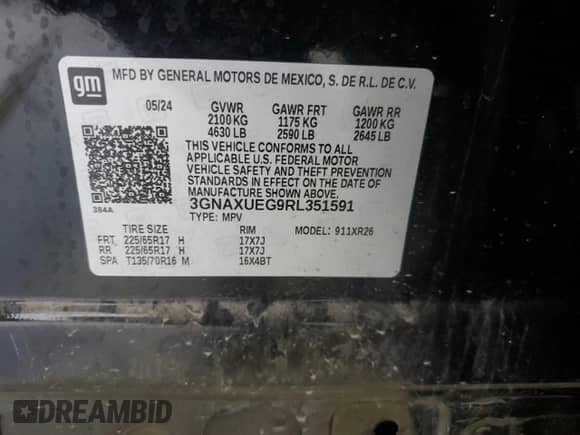 gm
MFD BY GENERAL MOTORS DE MEXICO, S. DE R.L. DE C.V.
05/24 GVWR GAWR FRT GAWR RR
2100 KG 1175 KG 1200 KG
4630 LB 2590 LB 2645 LB
THIS VEHICLE CONFORMS TO ALL
APPLICABLE U.S. FEDERAL MOTOR
VEHICLE SAFETY AND THEFT PREVENTION
STANDARDS IN EFFECT ON THE DATE OF
MANUFACTURE SHOWN ABOVE.
384A 3GNAXUEG9RL351591
TYPE: MPV
TIRE SIZE RIM MODEL: 911XR26
FRT 225/65R17 H 17X7J
RR 225/65R17 H 17X7J
SPA T135/70R16 M 16X4BT
DREAMBID